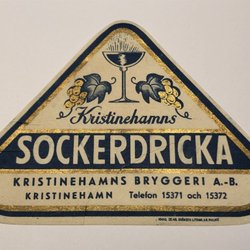 Kristinehamns
SOCKERDRICKA
KRISTINEHAMNS BRYGGERI A.-B.
KRISTINEHAMN Telefon 15371 och 15372